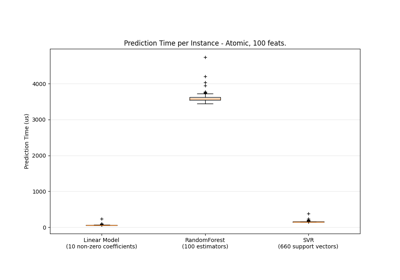 Prediction Time per Instance - Atomic, 100 feats.
Prediction Time (us)
4000
3000
2000
1000
0
Linear Model
(10 non-zero coefficients)
RandomForest
(100 estimators)
SVR
(660 support vectors)